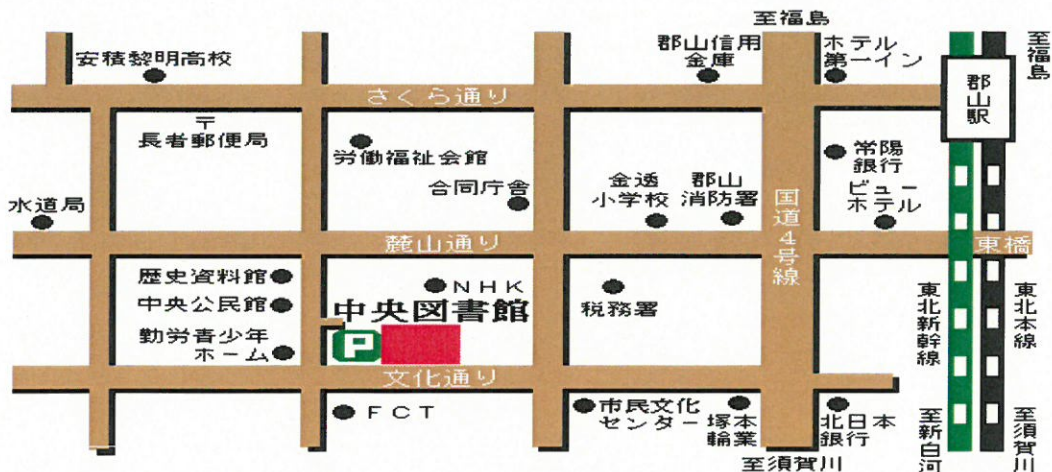 至福島
安積黎明高校
郡山信用
金庫
ホテル
第一イン
至福島
郡山駅
さくら通り
〒
長者郵便局
労働福祉会館
常陽
銀行
合同庁舎
金透
小学校
郡山
消防署
ビュー
ホテル
水道局
国道4号線
麓山通り
東橋
歴史資料館
NHK
中央公民館
中央図書館
税務署
勤労青少年
ホーム
P
東北新幹線
東北本線
文化通り
FCT
市民文化
センター
塚本
輪業
北日本
銀行
至新白河
至須賀川
至須賀川